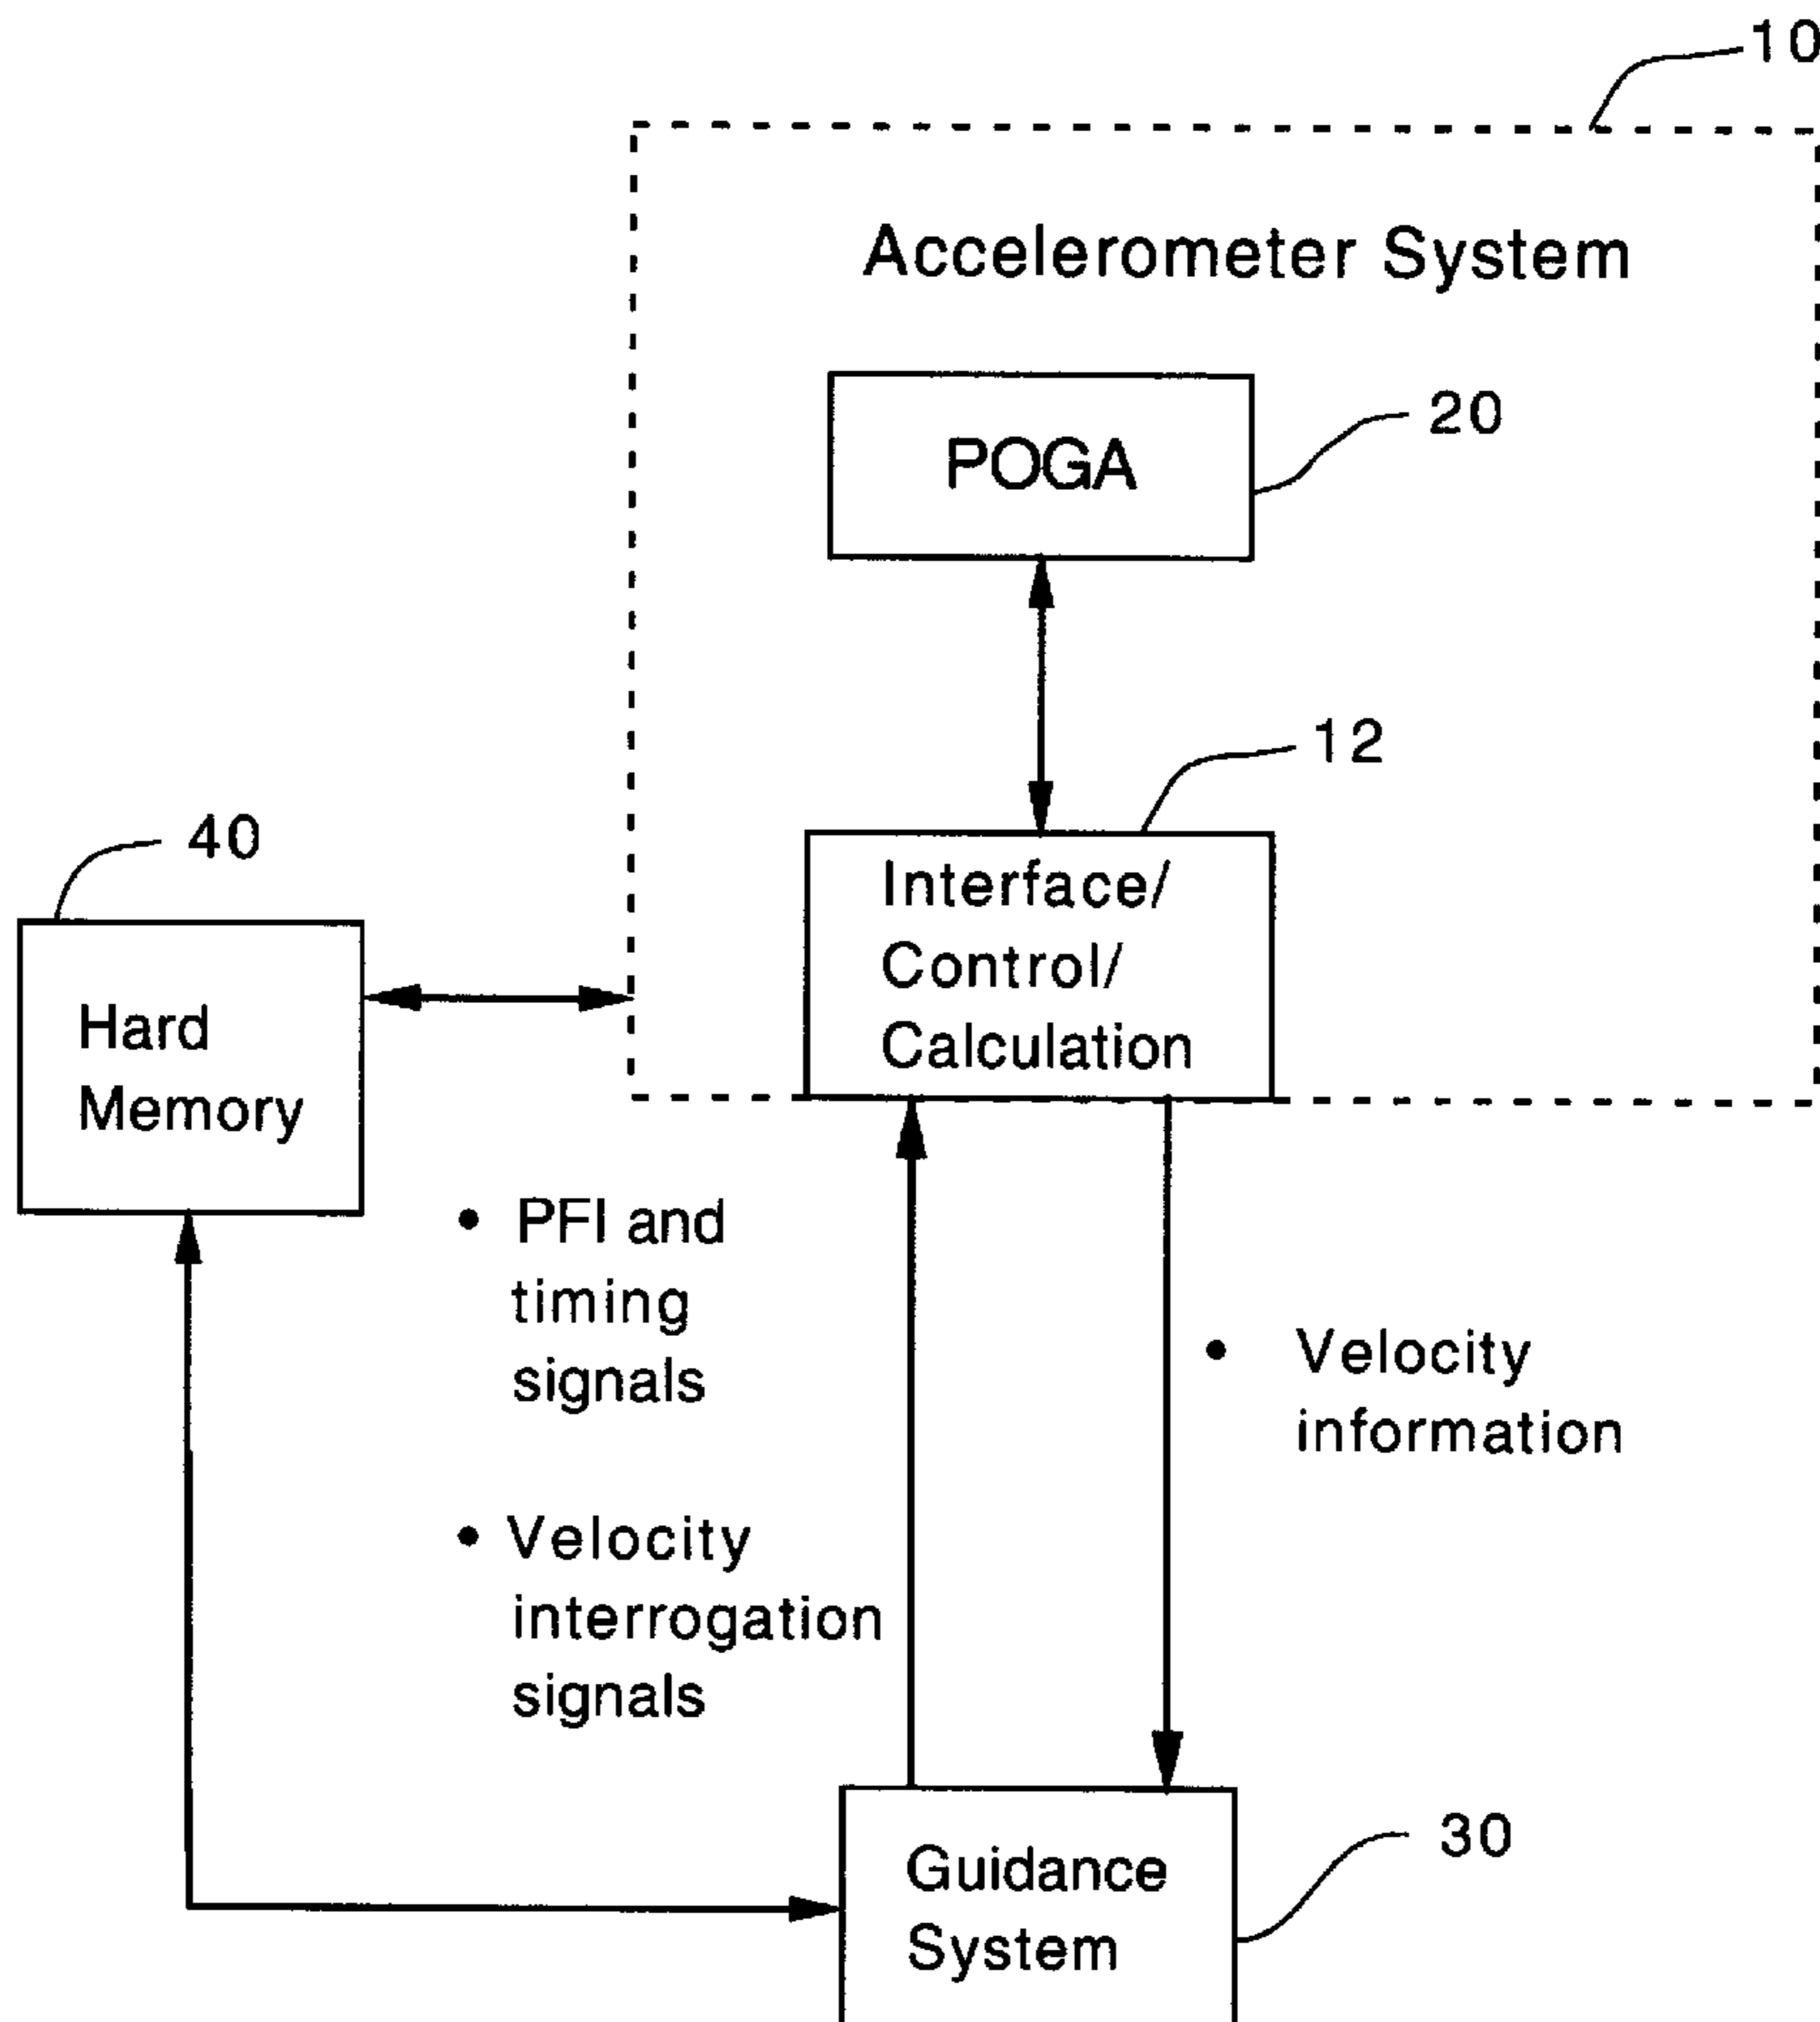 10
Accelerometer System
POGA
20
12
Interface/
Control/
Calculation
40
Hard
Memory
• PFI and
timing
signals
• Velocity
interrogation
signals
• Velocity
information
Guidance
System
30